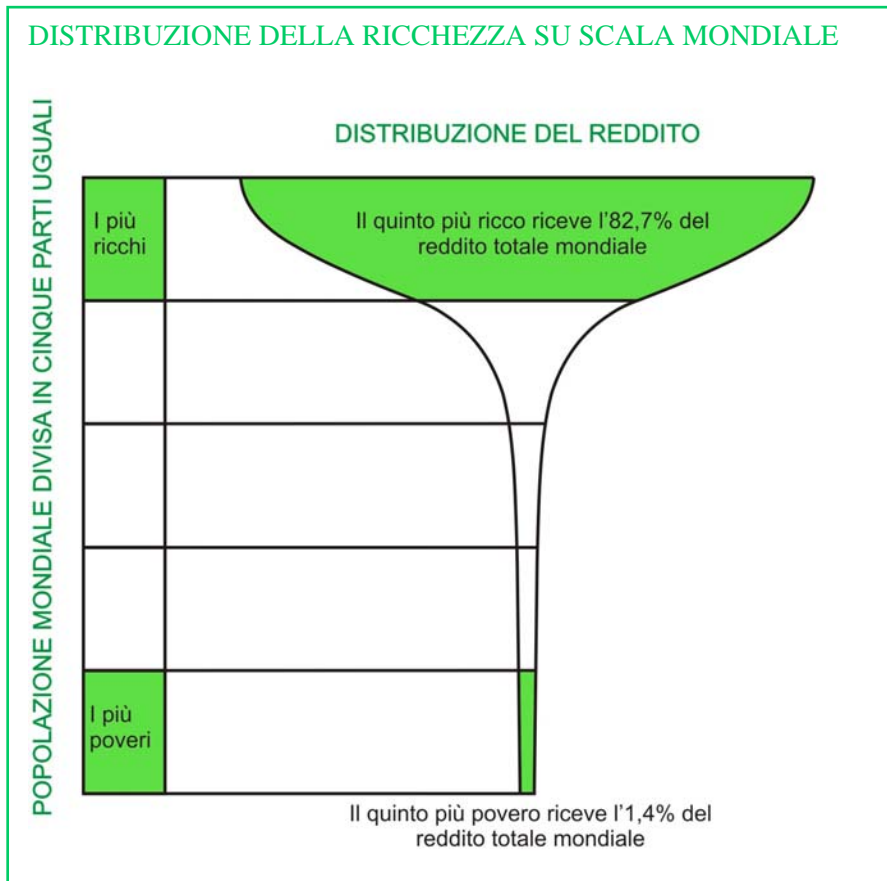 DISTRIBUZIONE DELLA RICCHEZZA SU SCALA MONDIALE
POPOLAZIONE MONDIALE DIVISA IN CINQUE PARTI UGUALI
DISTRIBUZIONE DEL REDDITO
I più
ricchi
Il quinto più ricco riceve l'82,7% del
reddito totale mondiale
I più
poveri
Il quinto più povero riceve l'1,4% del
reddito totale mondiale